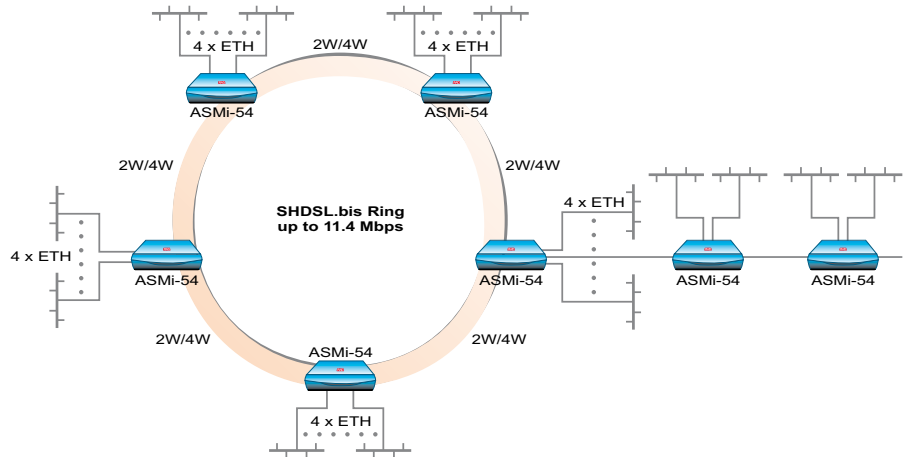 4 x ETH
2W/4W
4 x ETH
ASMi-54
ASMi-54
2W/4W
2W/4W
SHDSL.bis Ring
up to 11.4 Mbps
4 x ETH
4 x ETH
ASMi-54
ASMi-54
ASMi-54
ASMi-54
2W/4W
2W/4W
ASMi-54
4 x ETH